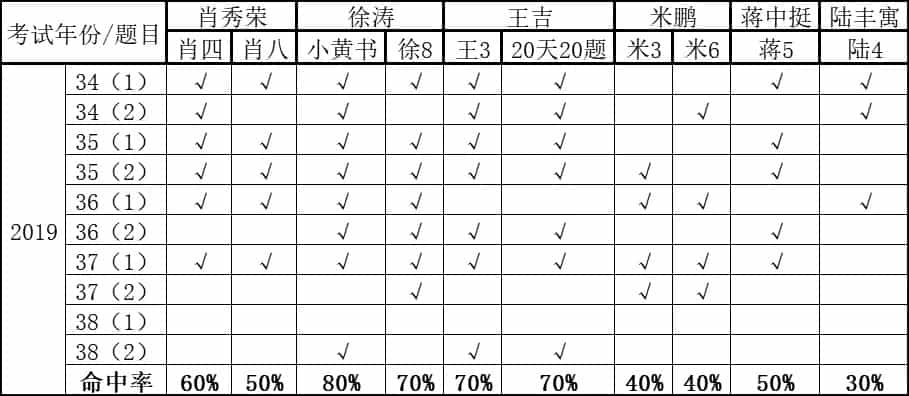 考试年份/题目 肖秀荣 徐涛 王吉 米鹏 蒋中挺 陆丰寓
肖四 肖八 小黄书 徐8 王3 20天20题 米3 米6 蒋5 陆4
2019
34（1） √ √ √ √ √ √ √ √
34（2） √ √ √ √ √ √
35（1） √ √ √ √ √ √ √
35（2） √ √ √ √ √ √ √ √
36（1） √ √ √ √ √ √ √
36（2） √ √ √ √ √
37（1） √ √ √ √ √ √ √ √ √
37（2） √ √ √
38（1）
38（2） √ √ √
命中率 60% 50% 80% 70% 70% 70% 40% 40% 50% 30%